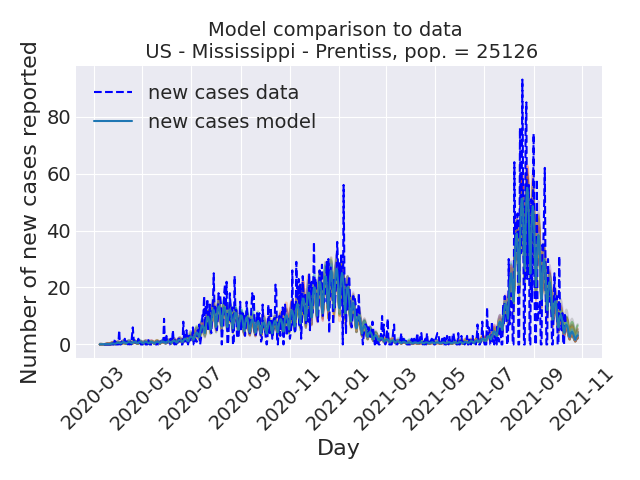 Model comparison to data
US - Mississippi - Prentiss, pop. = 25126
new cases data
new cases model
Number of new cases reported
80
60
40
20
0
2020-03
2020-05
2020-07
2020-09
2020-11
2021-01
2021-03
2021-05
2021-07
2021-09
2021-11
Day